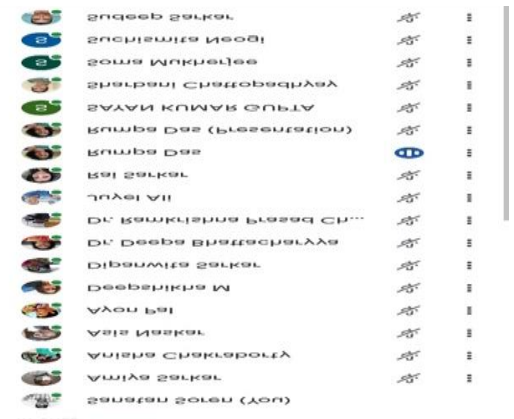 Sanatan Soren (You)
Amiya Sarkar
Anisha Chakraborty
Asis Naskar
Ayon Pal
Deepshikha M
Dipanwita Sarkar
Dr. Deepa Bhattacharyya
Dr. Ramkrishna Prasad Ch...
Juyel Ali
Rai Sarkar
Rumpa Das
Rumpa Das (Presentation)
SAYAN KUMAR GUPTA
S
Sharbani Chattopadhyay
Soma Mukherjee
S
Suchismita Neogi
S
Sudeep Sarkar